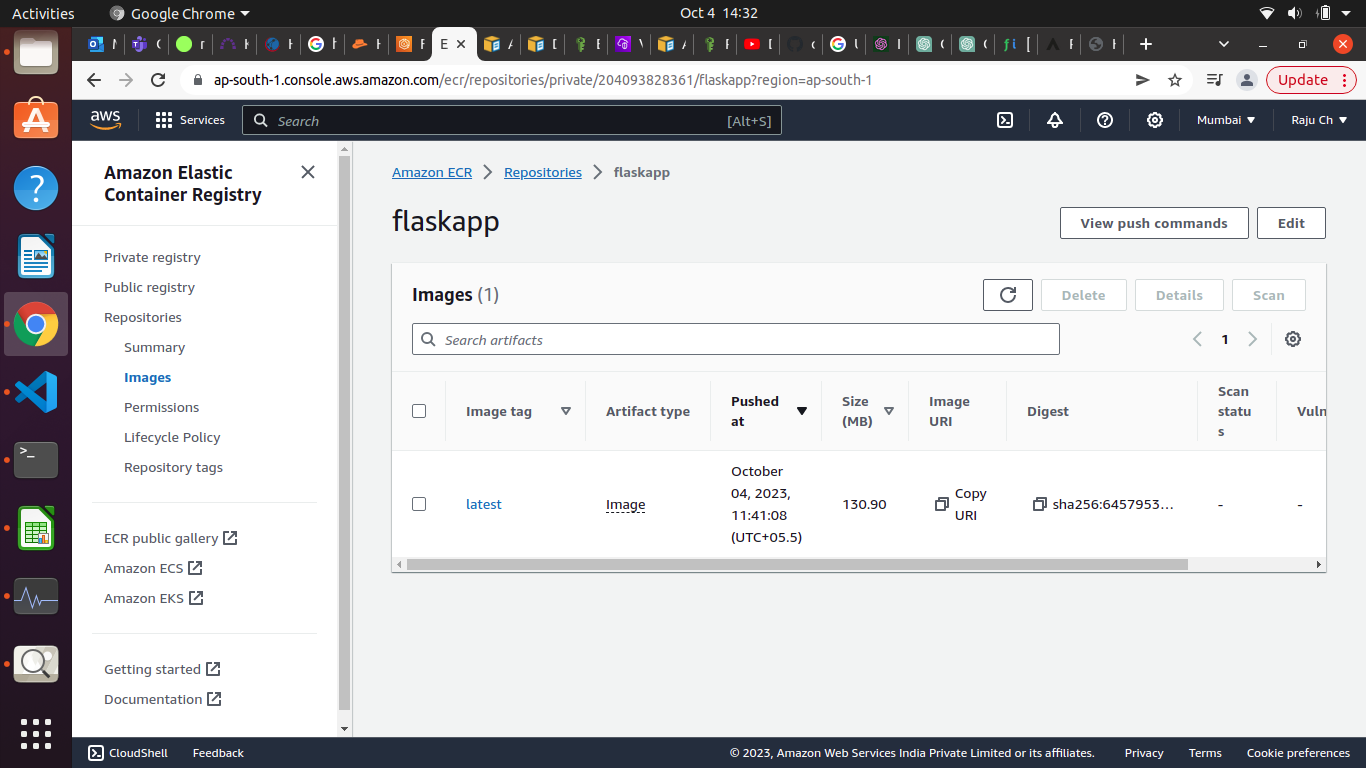 Activities
Google Chrome
Oct 4 14:32
ap-south-1.console.aws.amazon.com/ecr/repositories/private/204093828361/flaskapp?region=ap-south-1
Update
aws
Services
Search
[Alt+S]
Mumbai
Raju Ch
Amazon Elastic
Container Registry
Private registry
Public registry
Repositories
Summary
Images
Permissions
Lifecycle Policy
Repository tags
ECR public gallery
Amazon ECS
Amazon EKS
Getting started
Documentation
Amazon ECR
Repositories
flaskapp
flaskapp
View push commands
Edit
Images (1)
Delete
Details
Scan
Search artifacts
1
Image tag
Artifact type
Pushed
at
Size
(MB)
Image
URI
Digest
Scan
statu
s
Vuln
latest
Image
October
04, 2023,
11:41:08
(UTC+05.5)
130.90
Copy
URI
sha256:6457953...
-
-
CloudShell
Feedback
© 2023, Amazon Web Services India Private Limited or its affiliates.
Privacy
Terms
Cookie preferences